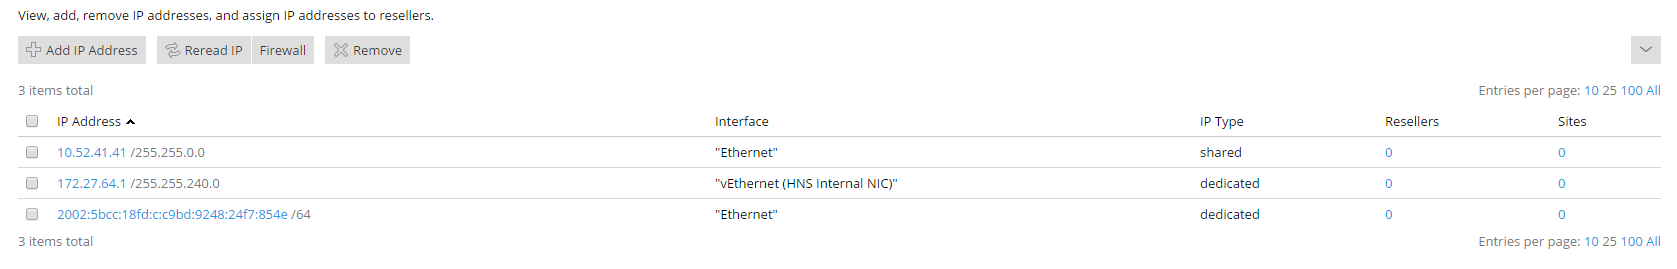 View, add, remove IP addresses, and assign IP addresses to resellers.
Add IP Address Reread IP Firewall Remove
3 items total Entries per page: 10 25 100 All
IP Address Interface IP Type Resellers Sites
10.52.41.41 /255.255.0.0 "Ethernet" shared 0 0
172.27.64.1 /255.255.240.0 "vEthernet (HNS Internal NIC)" dedicated 0 0
2002:5bcc:18fd:c:c9bd:9248:24f7:854e /64 "Ethernet" dedicated 0 0
3 items total Entries per page: 10 25 100 All